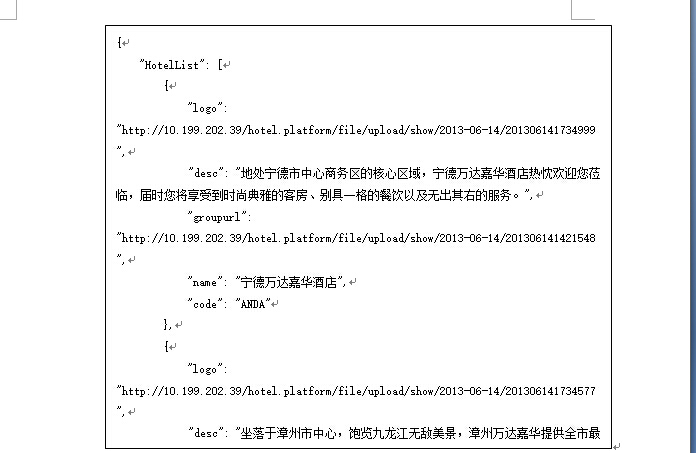 {
"HotelList": [
{
"logo":
"http://10.199.202.39/hotel.platform/file/upload/show/2013-06-14/201306141734999
",
"desc": "地处宁德市中心商务区的核心区域，宁德万达嘉华酒店热忱欢迎您莅
临，届时您将享受到时尚典雅的客房、别具一格的餐饮以及无出其右的服务。",
"groupurl":
"http://10.199.202.39/hotel.platform/file/upload/show/2013-06-14/201306141421548
",
"name": "宁德万达嘉华酒店",
"code": "ANDA"
},
{
"logo":
"http://10.199.202.39/hotel.platform/file/upload/show/2013-06-14/201306141734577
",
"desc": "坐落于漳州市中心，饱览九龙江无敌美景，漳州万达嘉华提供全市最